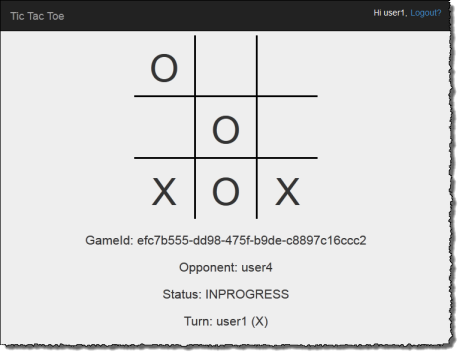 Tic Tac Toe
Hi user1, Logout?
O
O
X O X
GameId: efc7b555-dd98-475f-b9de-c8897c16ccc2
Opponent: user4
Status: INPROGRESS
Turn: user1 (X)